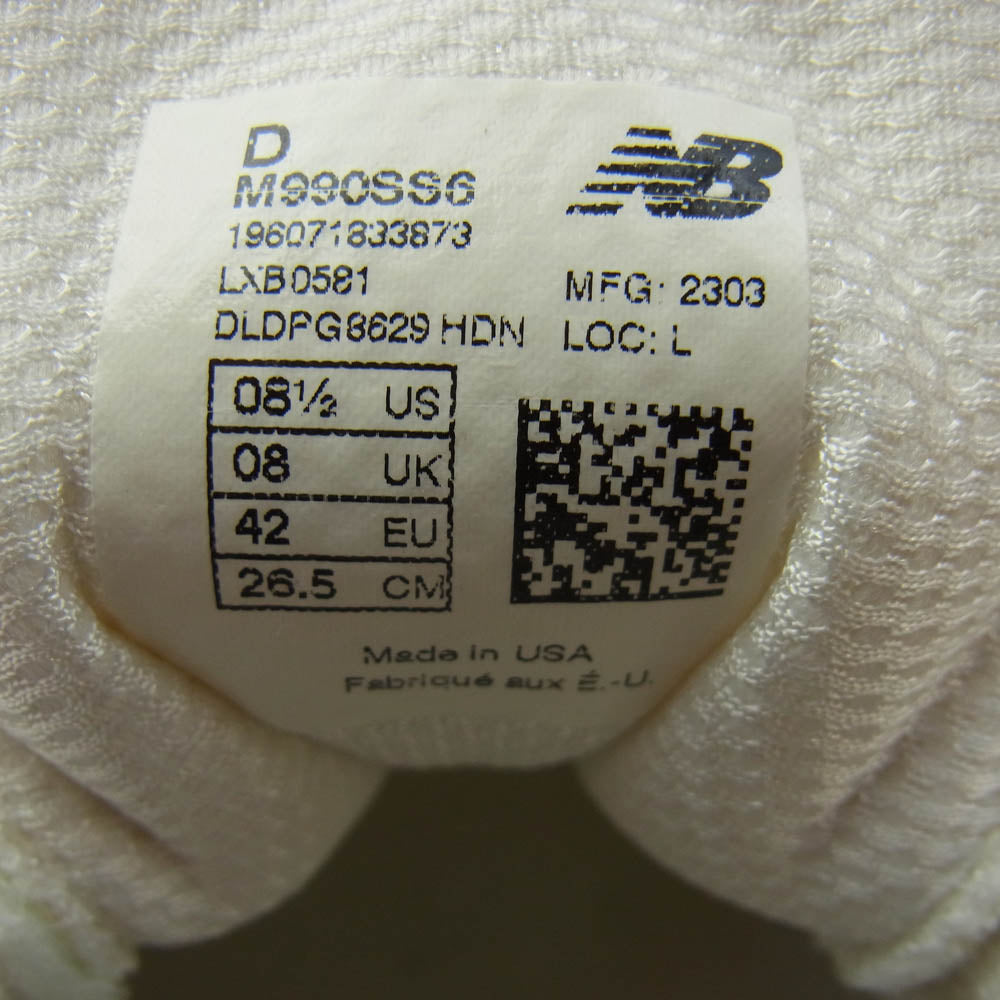 D
M990SS6
NB
196071833873
LXB0581
MFG: 2303
DLDPG8629 HDN
LOC: L
08½ US
08 UK
42 EU
26.5 CM
Made in USA
Fabriqué aux É.-U.